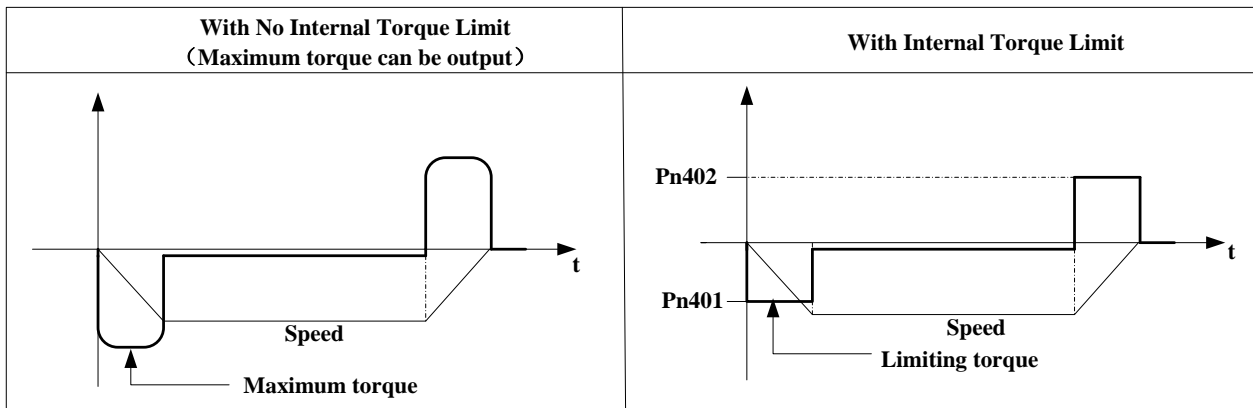 With No Internal Torque Limit
（Maximum torque can be output）
With Internal Torque Limit
t
Speed
Maximum torque
Pn402
t
Pn401
Speed
Limiting torque